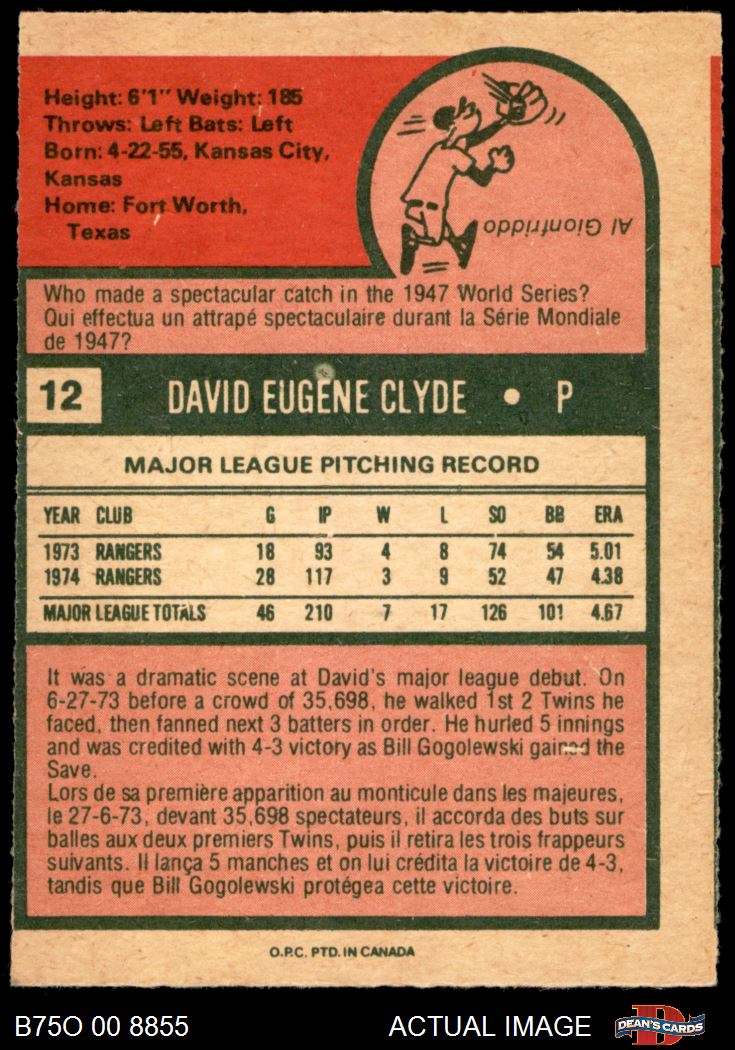 Height: 6'1" Weight: 185
Throws: Left Bats: Left
Born: 4-22-55, Kansas City,
Kansas
Home: Fort Worth,
Texas
Al Gionfriddo
Who made a spectacular catch in the 1947 World Series?
Qui effectua un attrapé spectaculaire durant la Série Mondiale
de 1947?
12 DAVID EUGENE CLYDE • P
MAJOR LEAGUE PITCHING RECORD
YEAR CLUB G IP W L SO BB ERA
1973 RANGERS 18 93 4 8 74 54 5.01
1974 RANGERS 28 117 3 9 52 47 4.38
MAJOR LEAGUE TOTALS 46 210 7 17 126 101 4.67
It was a dramatic scene at David's major league debut. On
6-27-73 before a crowd of 35,698, he walked 1st 2 Twins he
faced, then fanned next 3 batters in order. He hurled 5 innings
and was credited with 4-3 victory as Bill Gogolewski gained the
Save.
Lors de sa première apparition au monticule dans les majeures,
le 27-6-73, devant 35,698 spectateurs, il accorda des buts sur
balles aux deux premiers Twins, puis il retira les trois frappeurs
suivants. Il lança 5 manches et on lui crédita la victoire de 4-3,
tandis que Bill Gogolewski protégea cette victoire.
O.P.C. PTD. IN CANADA
B75O 00 8855 ACTUAL IMAGE DEAN'S CARDS